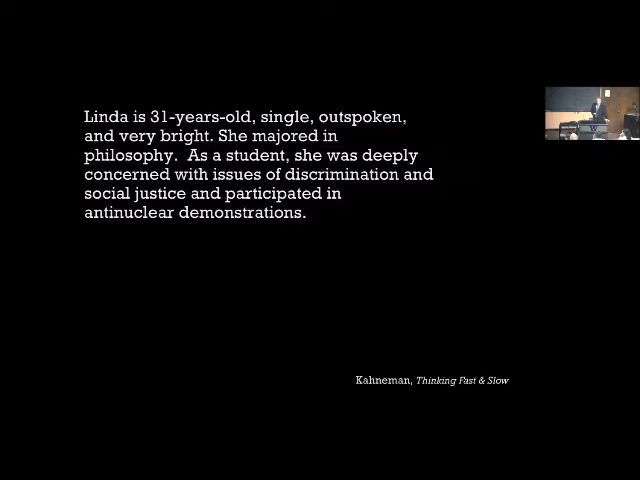 Linda is 31-years-old, single, outspoken,
and very bright. She majored in
philosophy.  As a student, she was deeply
concerned with issues of discrimination and
social justice and participated in
antinuclear demonstrations.
Kahneman, Thinking Fast & Slow